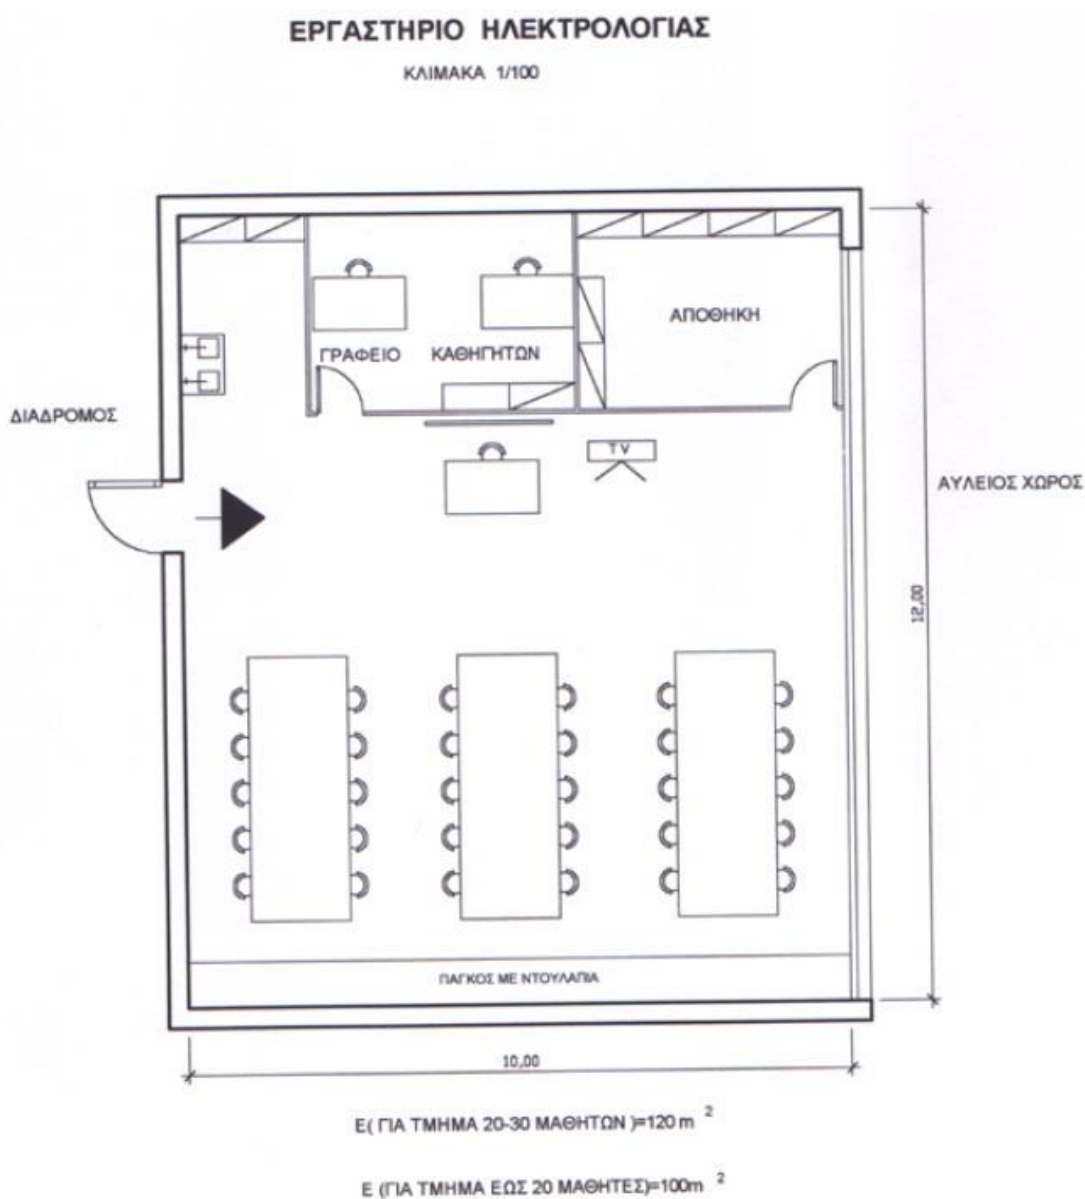 ΕΡΓΑΣΤΗΡΙΟ ΗΛΕΚΤΡΟΛΟΓΙΑΣ
ΚΛΙΜΑΚΑ 1/100
ΑΠΟΘΗΚΗ
ΓΡΑΦΕΙΟ ΚΑΘΗΓΗΤΩΝ
ΔΙΑΔΡΟΜΟΣ
TV
ΑΥΛΕΙΟΣ ΧΩΡΟΣ
12,00
ΠΑΓΚΟΣ ΜΕ ΝΤΟΥΛΑΠΙΑ
10,00
Ε( ΓΙΑ ΤΜΗΜΑ 20-30 ΜΑΘΗΤΩΝ )=120 m ²
Ε (ΓΙΑ ΤΜΗΜΑ ΕΩΣ 20 ΜΑΘΗΤΕΣ)=100m ²